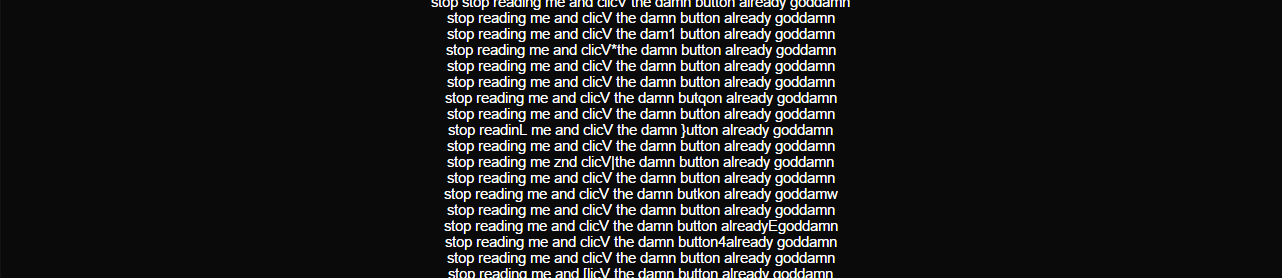 stop stop reading me and clicV the damn button already goddamn
stop reading me and clicV the damn button already goddamn
stop reading me and clicV the dam1 button already goddamn
stop reading me and clicV*the damn button already goddamn
stop reading me and clicV the damn button already goddamn
stop reading me and clicV the damn button already goddamn
stop reading me and clicV the damn butqon already goddamn
stop reading me and clicV the damn button already goddamn
stop readinL me and clicV the damn }utton already goddamn
stop reading me and clicV the damn button already goddamn
stop reading me znd clicV|the damn button already goddamn
stop reading me and clicV the damn button already goddamn
stop reading me and clicV the damn butkon already goddamw
stop reading me and clicV the damn button already goddamn
stop reading me and clicV the damn button alreadyEgoddamn
stop reading me and clicV the damn button4already goddamn
stop reading me and clicV the damn button already goddamn
stop reading me and [licV the damn button already goddamn